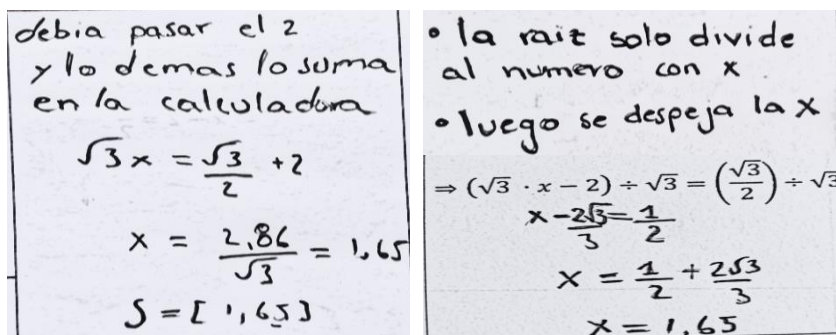 debia pasar el 2
y lo demas lo suma
en la calculadora
√3x = √3/2 + 2
x = 2,86/√3 = 1,65
S = [1,65]
• la raiz solo divide
al numero con x
• luego se despeja la x
⇒ (√3 · x − 2) ÷ √3 = (√3/2) ÷ √3
x − 2√3/3 = 1/2
x = 1/2 + 2√3/3
x = 1.65